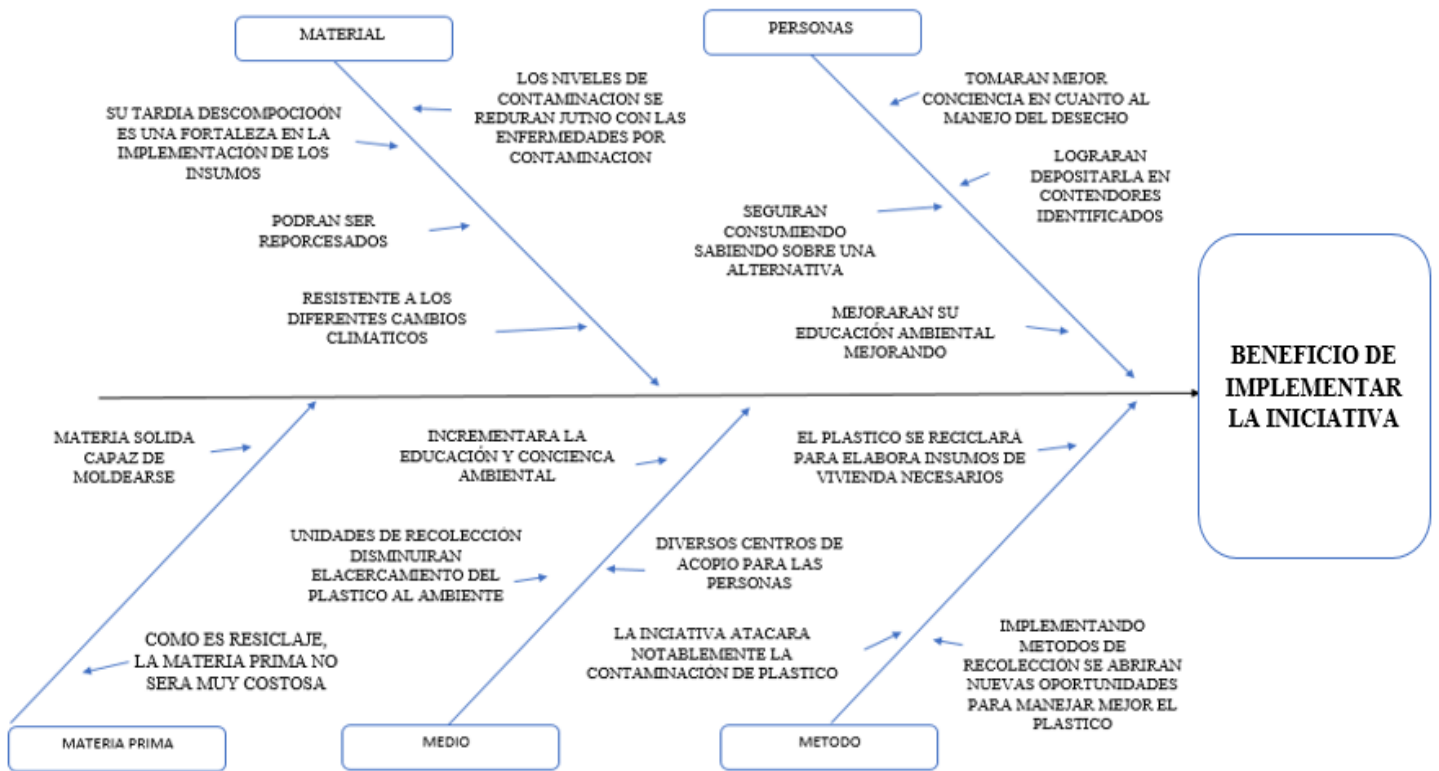 MATERIAL
PERSONAS
LOS NIVELES DE
CONTAMINACION SE
REDURAN JUTNO CON LAS
ENFERMEDADES POR
CONTAMINACION
SU TARDIA DESCOMPOCIOÓN
ES UNA FORTALEZA EN LA
IMPLEMENTACIÓN DE LOS
INSUMOS
PODRAN SER
REPORCESADOS
RESISTENTE A LOS
DIFERENTES CAMBIOS
CLIMATICOS
TOMARAN MEJOR
CONCIENCIA EN CUANTO AL
MANEJO DEL DESECHO
LOGRARAN
DEPOSITARLA EN
CONTENDORES
IDENTIFICADOS
SEGUIRAN
CONSUMIENDO
SABIENDO SOBRE UNA
ALTERNATIVA
MEJORARAN SU
EDUCACIÓN AMBIENTAL
MEJORANDO
BENEFICIO DE
IMPLEMENTAR
LA INICIATIVA
MATERIA SOLIDA
CAPAZ DE
MOLDEARSE
COMO ES RESICLAJE,
LA MATERIA PRIMA NO
SERA MUY COSTOSA
INCREMENTARA LA
EDUCACIÓN Y CONCIENCA
AMBIENTAL
UNIDADES DE RECOLECCIÓN
DISMINUIRAN
ELACERCAMIENTO DEL
PLASTICO AL AMBIENTE
DIVERSOS CENTROS DE
ACOPIO PARA LAS
PERSONAS
EL PLASTICO SE RECICLARÁ
PARA ELABORA INSUMOS DE
VIVIENDA NECESARIOS
LA INCIATIVA ATACARA
NOTABLEMENTE LA
CONTAMINACIÓN DE PLASTICO
IMPLEMENTANDO
METODOS DE
RECOLECCIÓN SE ABRIRAN
NUEVAS OPORTUNIDADES
PARA MANEJAR MEJOR EL
PLASTICO
MATERIA PRIMA
MEDIO
METODO